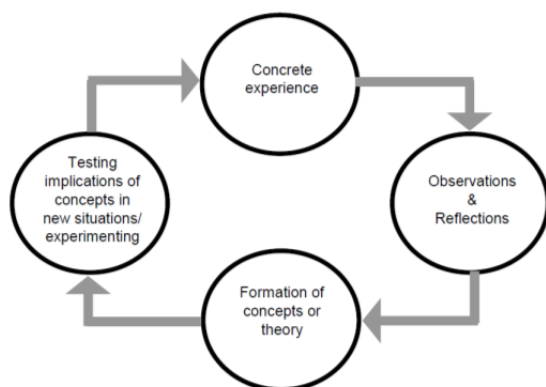 Concrete
experience
Observations
&
Reflections
Formation of
concepts or
theory
Testing
implications of
concepts in
new situations/
experimenting